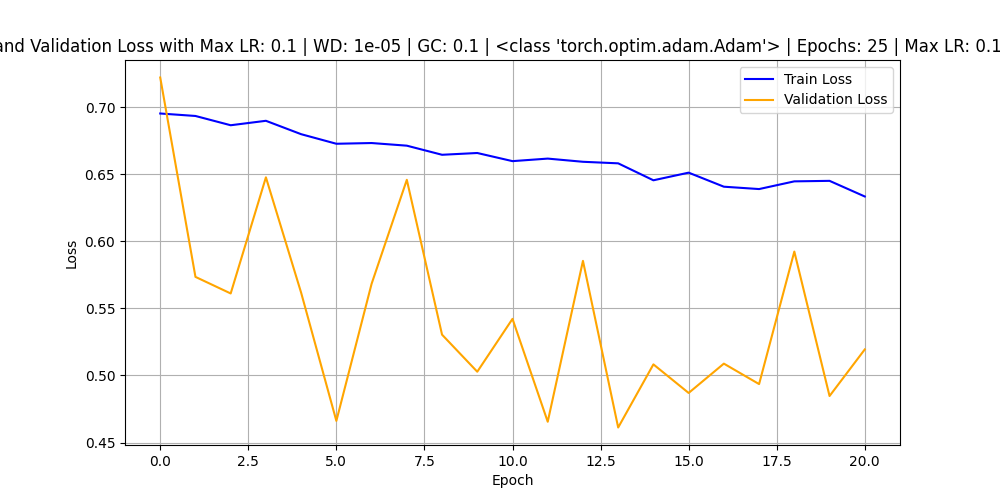 and Validation Loss with Max LR: 0.1 | WD: 1e-05 | GC: 0.1 | <class 'torch.optim.adam.Adam'> | Epochs: 25 | Max LR: 0.1
Train Loss
Validation Loss
0.70
0.65
0.60
0.55
0.50
0.45
Loss
0.0 2.5 5.0 7.5 10.0 12.5 15.0 17.5 20.0
Epoch